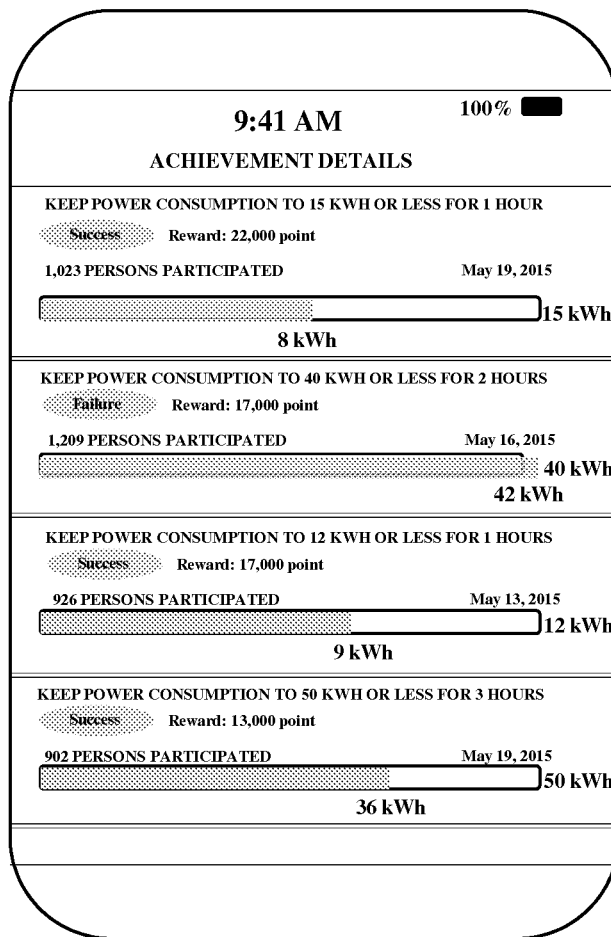 100%
9:41 AM
ACHIEVEMENT DETAILS
KEEP POWER CONSUMPTION TO 15 KWH OR LESS FOR 1 HOUR
Success Reward: 22,000 point
1,023 PERSONS PARTICIPATED May 19, 2015
15 kWh
8 kWh
KEEP POWER CONSUMPTION TO 40 KWH OR LESS FOR 2 HOURS
Failure Reward: 17,000 point
1,209 PERSONS PARTICIPATED May 16, 2015
40 kWh
42 kWh
KEEP POWER CONSUMPTION TO 12 KWH OR LESS FOR 1 HOURS
Success Reward: 17,000 point
926 PERSONS PARTICIPATED May 13, 2015
12 kWh
9 kWh
KEEP POWER CONSUMPTION TO 50 KWH OR LESS FOR 3 HOURS
Success Reward: 13,000 point
902 PERSONS PARTICIPATED May 19, 2015
50 kWh
36 kWh